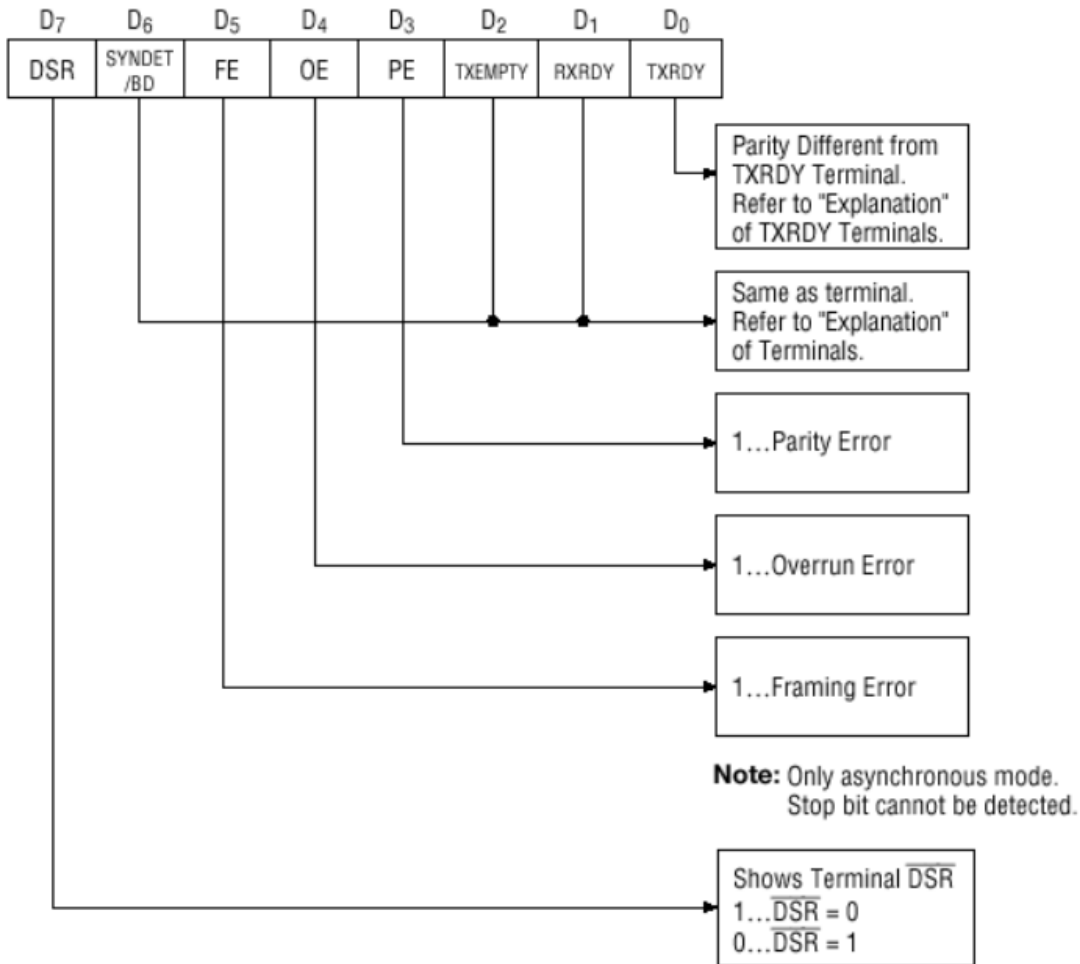 D7 D6 D5 D4 D3 D2 D1 D0
DSR SYNDET /BD FE OE PE TXEMPTY RXRDY TXRDY
Parity Different from
TXRDY Terminal.
Refer to "Explanation"
of TXRDY Terminals.
Same as terminal.
Refer to "Explanation"
of Terminals.
1...Parity Error
1...Overrun Error
1...Framing Error
Note: Only asynchronous mode.
Stop bit cannot be detected.
Shows Terminal D̅S̅R̅
1...D̅S̅R̅ = 0
0...D̅S̅R̅ = 1